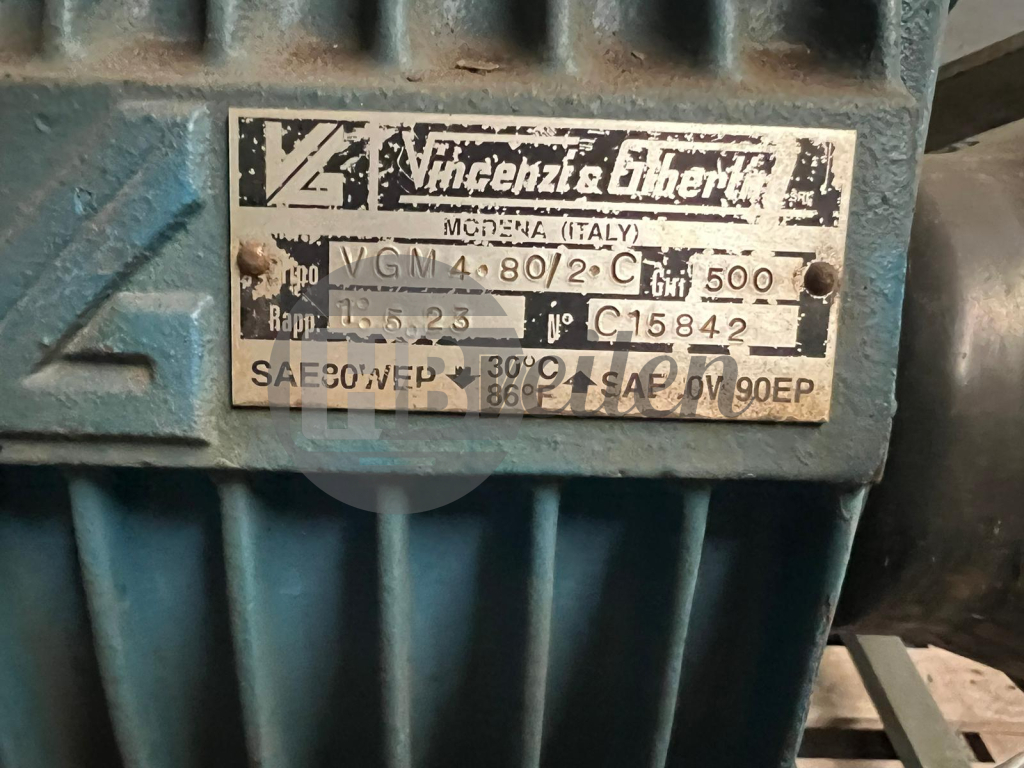 VG Vincenzi & Gilberti
MODENA (ITALY)
Tipo VGM 4.80/2.C Giri 500
Rapp. 1:5,23 N° C15842
SAE80WEP 30°C 86°F SAE 90EP
HBTeilen